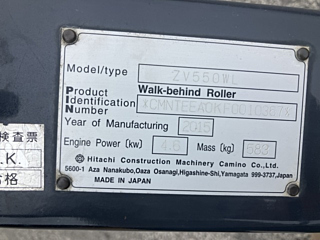 Model/type ZV550WL
Product Identification Number
Walk-behind Roller
Year of Manufacturing 2015
Engine Power (kw) 4.6 Mass(kg)
Hitachi Construction Machinery Camino Co.,Ltd.
5600-1 Aza Nanakubo,Oaza Osanagi,Higashine-Shi,Yamagata 999-3737,Japan
MADE IN JAPAN
検査票
.K.
合格